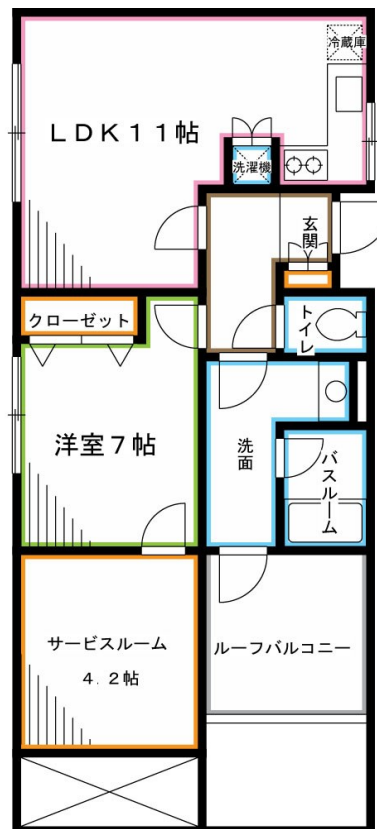 冷蔵庫
LDK11帖
洗濯機
玄関
クローゼット
トイレ
洋室7帖
洗面
バスルーム
サービスルーム
4.2帖
ルーフバルコニー